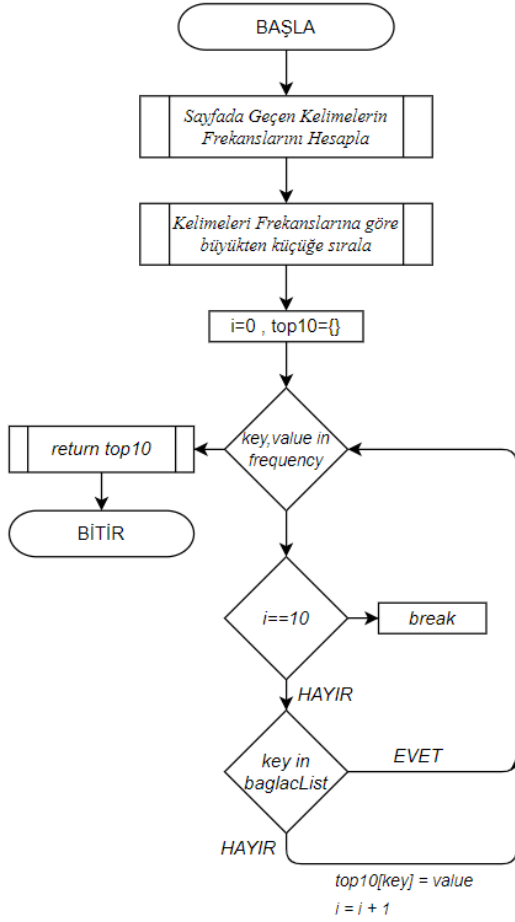 BAŞLA
Sayfada Geçen Kelimelerin
Frekanslarını Hesapla
Kelimeleri Frekanslarına göre
büyükten küçüğe sırala
i=0 , top10={}
key,value in
frequency
return top10
BİTİR
i==10
break
HAYIR
key in
baglacList
EVET
HAYIR
top10[key] = value
i = i + 1